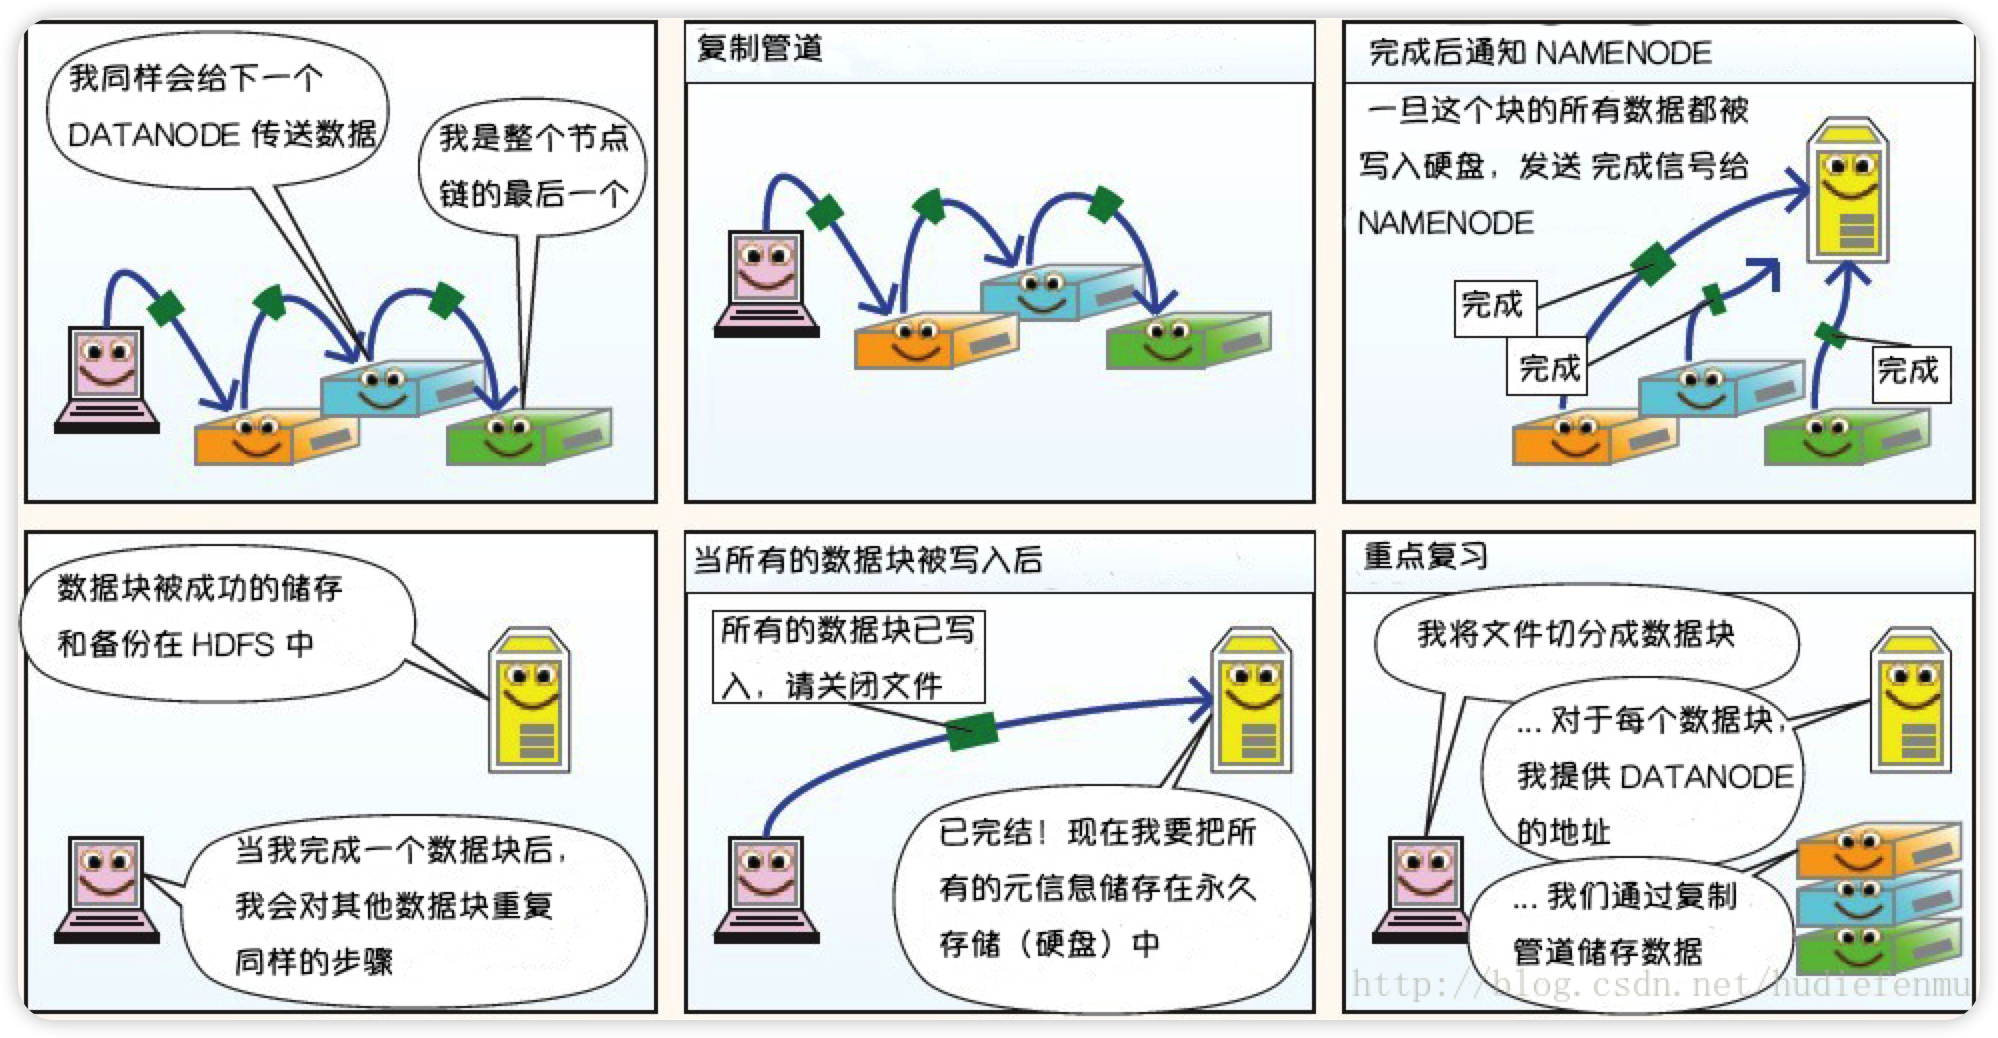 我同样会给下一个
DATANODE 传送数据
我是整个节点
链的最后一个
复制管道
完成后通知 NAMENODE
一旦这个块的所有数据都被
写入硬盘，发送 完成信号给
NAMENODE
完成
完成
完成
数据块被成功的储存
和备份在 HDFS 中
当我完成一个数据块后，
我会对其他数据块重复
同样的步骤
当所有的数据块被写入后
所有的数据块已写
入，请关闭文件
已完结！现在我要把所
有的元信息储存在永久
存储（硬盘）中
重点复习
我将文件切分成数据块
... 对于每个数据块，
我提供 DATANODE
的地址
... 我们通过复制
管道储存数据
http://blog.csdn.net/hudiefenmu